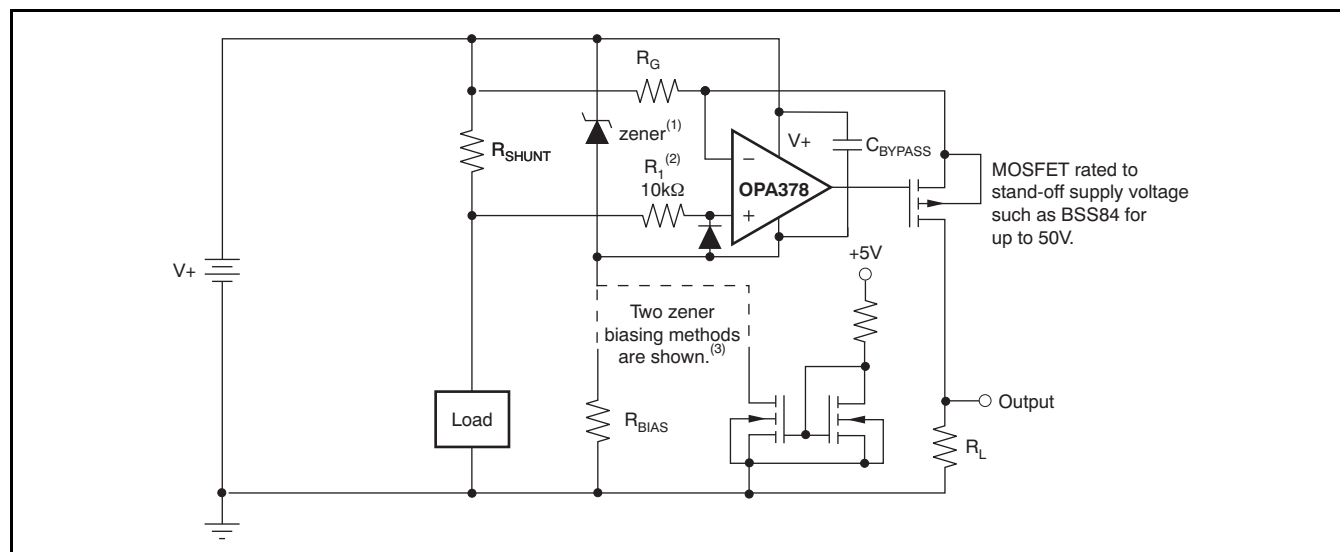 R_G
zener(1)
V+
C_BYPASS
R_SHUNT
R_1(2)
10kΩ
−
OPA378
+
MOSFET rated to
stand-off supply voltage
such as BSS84 for
up to 50V.
+5V
V+
Two zener
biasing methods
are shown.(3)
Load
R_BIAS
Output
R_L